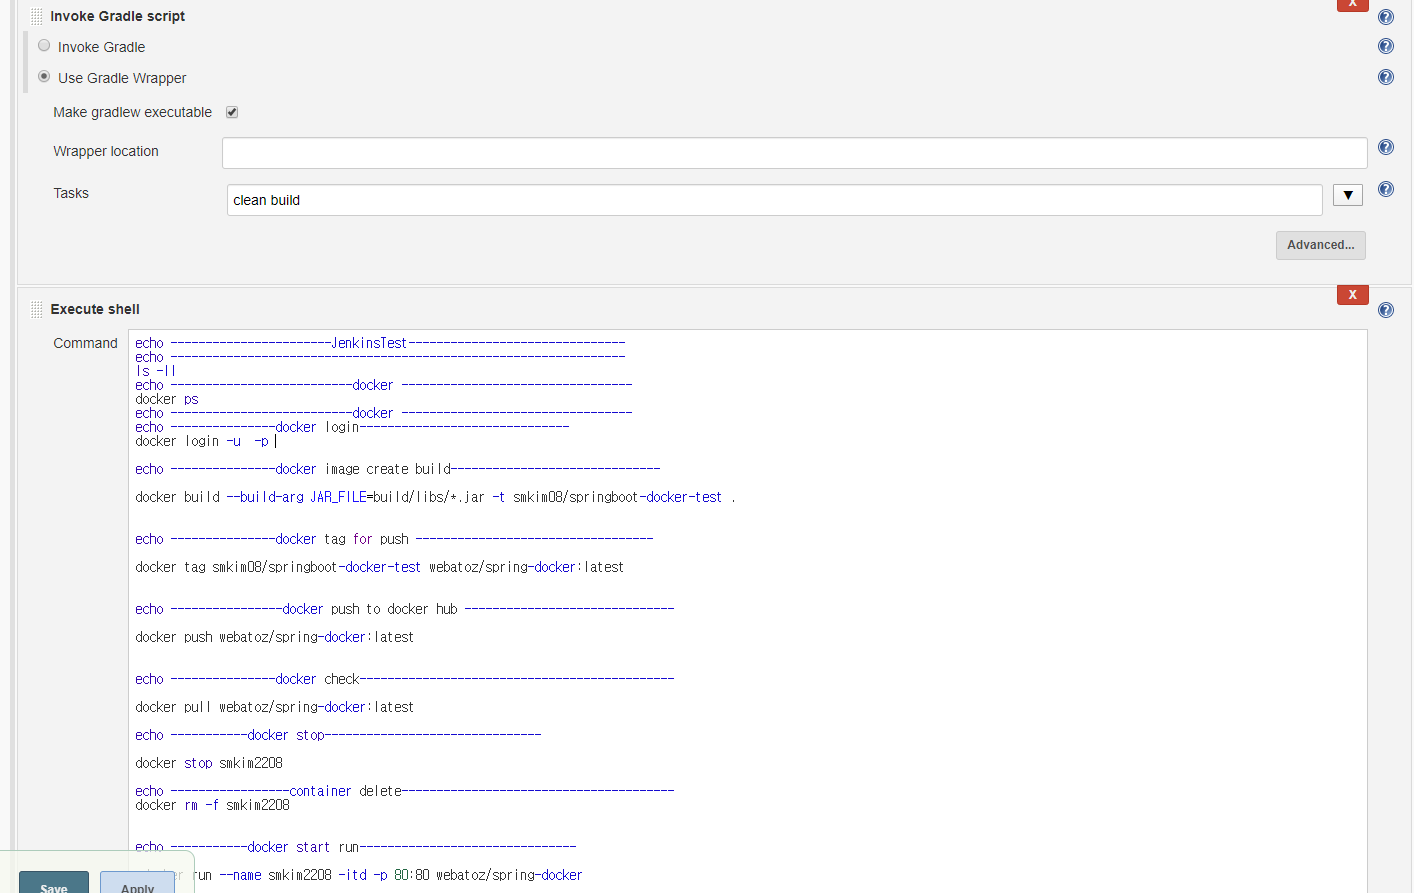 Invoke Gradle script
X
Invoke Gradle
Use Gradle Wrapper
Make gradlew executable
Wrapper location
Tasks
clean build
▼
Advanced...
X
Execute shell
Command
echo -----------------------JenkinsTest-------------------------------
echo -----------------------------------------------------------------
ls -ll
echo --------------------------docker ---------------------------------
docker ps
echo --------------------------docker ---------------------------------
echo ---------------docker login------------------------------
docker login -u  -p
echo ---------------docker image create build------------------------------
docker build --build-arg JAR_FILE=build/libs/*.jar -t smkim08/springboot-docker-test .
echo ---------------docker tag for push ----------------------------------
docker tag smkim08/springboot-docker-test webatoz/spring-docker:latest
echo ----------------docker push to docker hub ------------------------------
docker push webatoz/spring-docker:latest
echo ---------------docker check---------------------------------------------
docker pull webatoz/spring-docker:latest
echo -----------docker stop-------------------------------
docker stop smkim2208
echo -----------------container delete---------------------------------------
docker rm -f smkim2208
echo -----------docker start run-------------------------------
run --name smkim2208 -itd -p 80:80 webatoz/spring-docker
Save
Apply